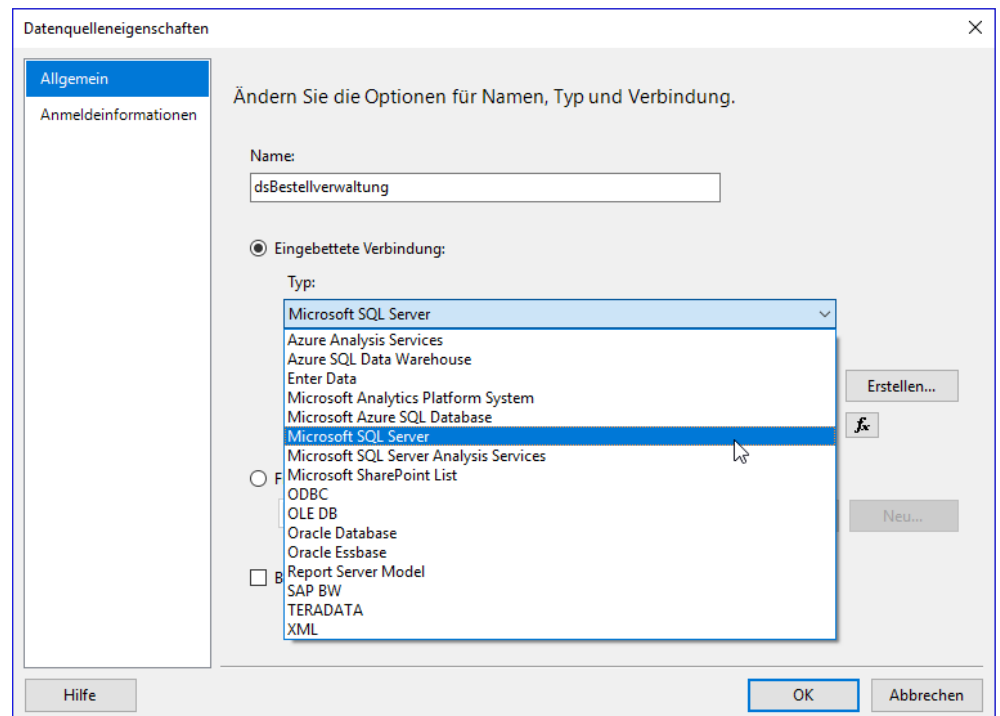 Datenquelleneigenschaften
Allgemein
Anmeldeinformationen
Ändern Sie die Optionen für Namen, Typ und Verbindung.
Name:
dsBestellverwaltung
Eingebettete Verbindung:
Typ:
Microsoft SQL Server
Azure Analysis Services
Azure SQL Data Warehouse
Enter Data
Microsoft Analytics Platform System
Microsoft Azure SQL Database
Microsoft SQL Server
Microsoft SQL Server Analysis Services
Microsoft SharePoint List
ODBC
OLE DB
Oracle Database
Oracle Essbase
Report Server Model
SAP BW
TERADATA
XML
Erstellen...
fx
F
Neu...
B
Hilfe
OK
Abbrechen